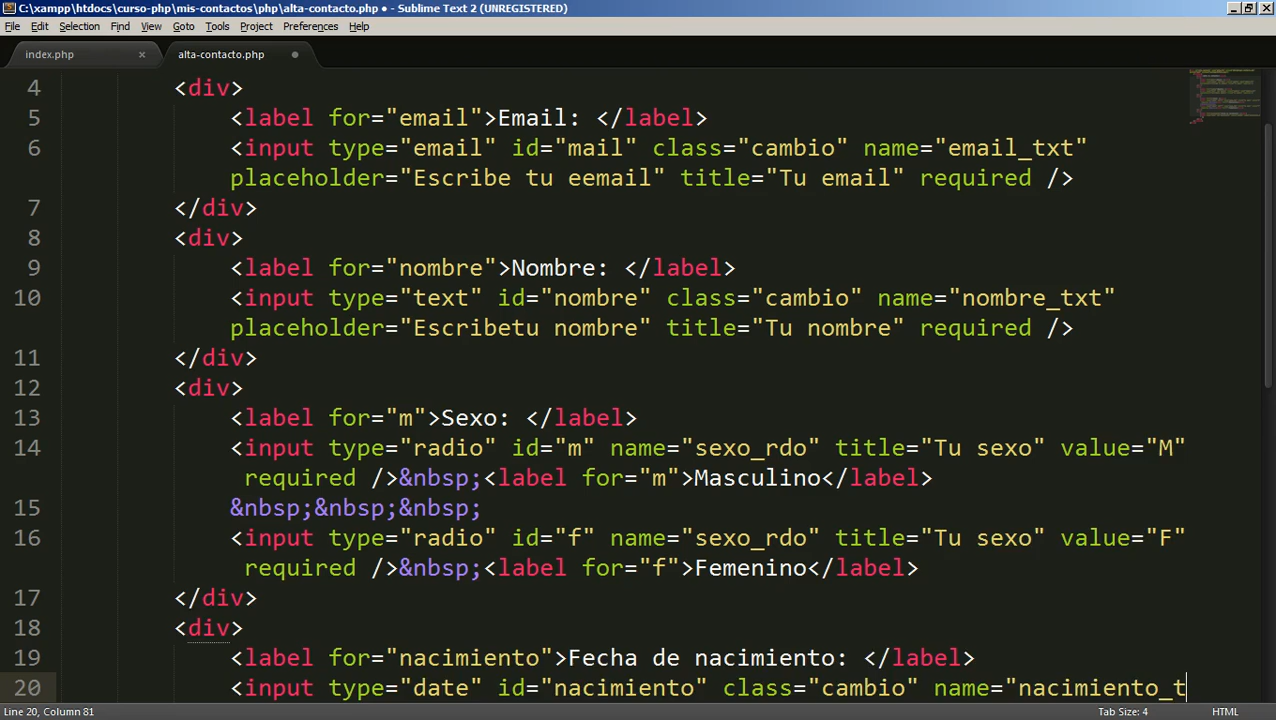 C:\xampp\htdocs\curso-php\mis-contactos\php\alta-contacto.php • - Sublime Text 2 (UNREGISTERED)
File Edit Selection Find View Goto Tools Project Preferences Help
index.php × alta-contacto.php
4 <div>
5 <label for="email">Email: </label>
6 <input type="email" id="mail" class="cambio" name="email_txt"
placeholder="Escribe tu eemail" title="Tu email" required />
7 </div>
8 <div>
9 <label for="nombre">Nombre: </label>
10 <input type="text" id="nombre" class="cambio" name="nombre_txt"
placeholder="Escribetu nombre" title="Tu nombre" required />
11 </div>
12 <div>
13 <label for="m">Sexo: </label>
14 <input type="radio" id="m" name="sexo_rdo" title="Tu sexo" value="M"
required />&nbsp;<label for="m">Masculino</label>
15 &nbsp;&nbsp;&nbsp;
16 <input type="radio" id="f" name="sexo_rdo" title="Tu sexo" value="F"
required />&nbsp;<label for="f">Femenino</label>
17 </div>
18 <div>
19 <label for="nacimiento">Fecha de nacimiento: </label>
20 <input type="date" id="nacimiento" class="cambio" name="nacimiento_t
Line 20, Column 81 Tab Size: 4 HTML